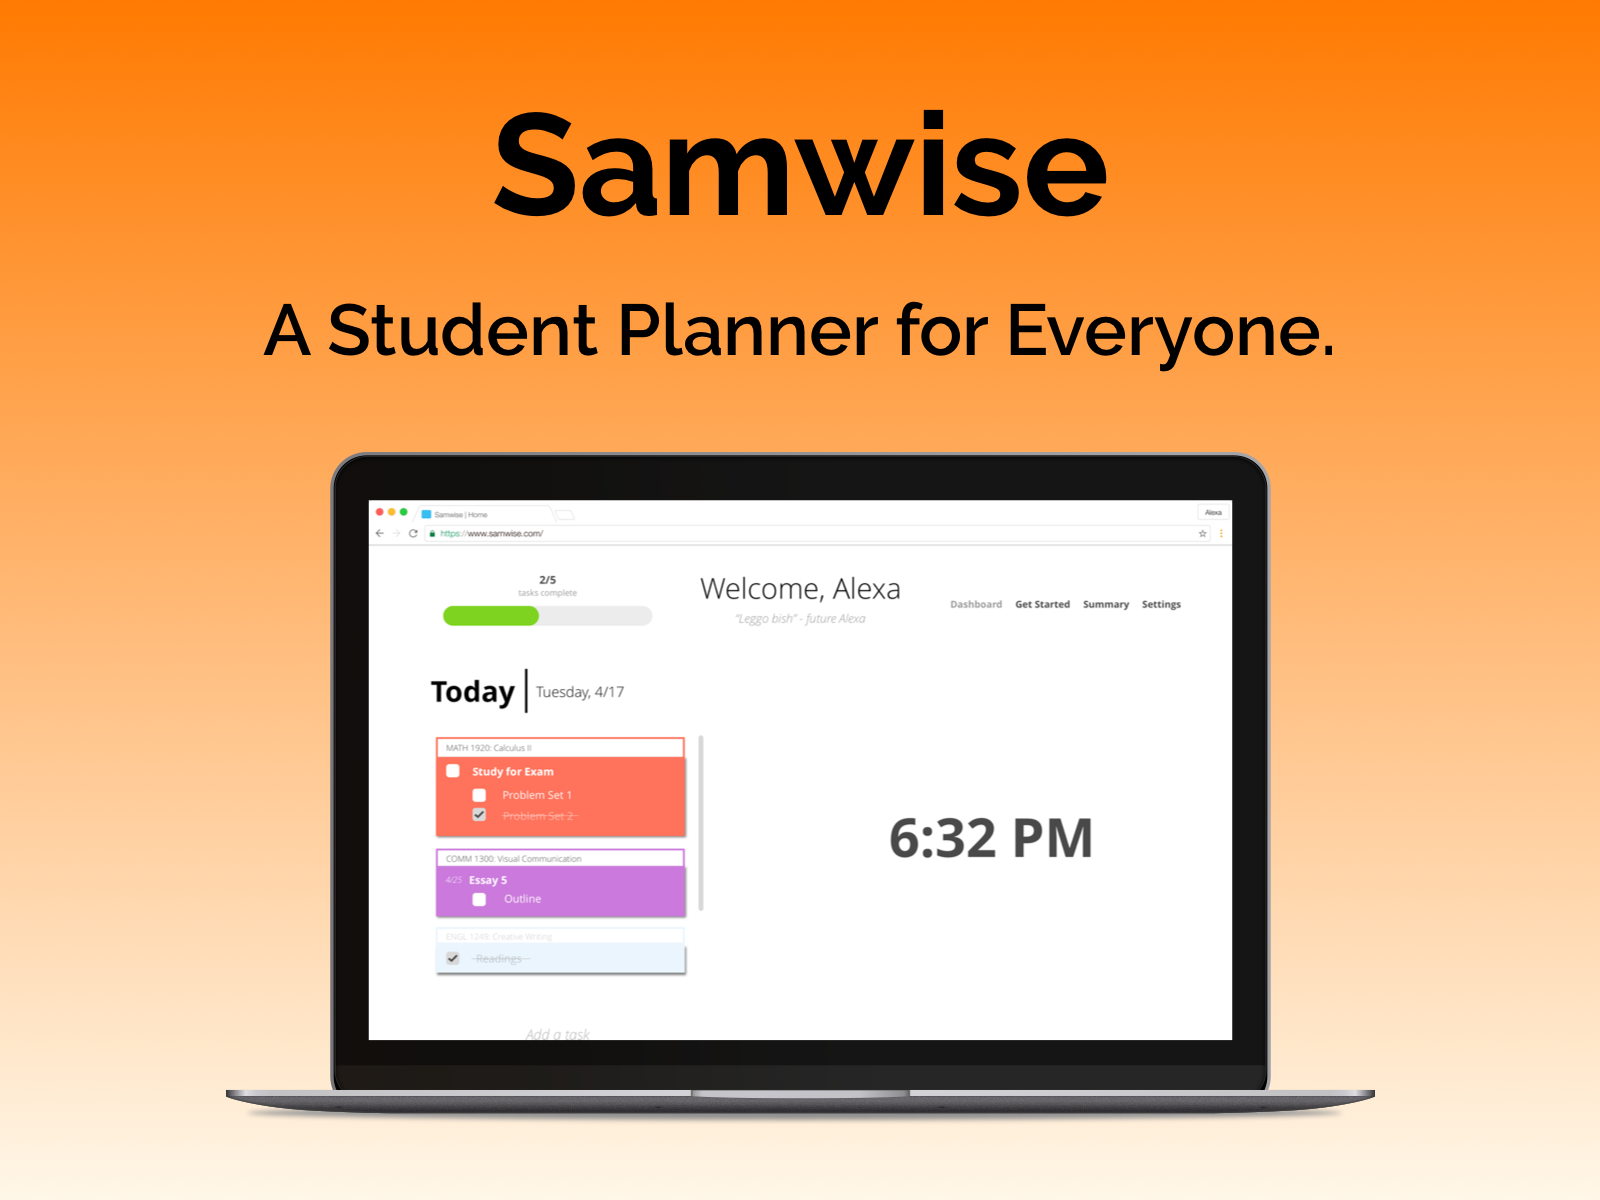 Samwise
A Student Planner for Everyone.
Samwise | Home
Alexa
https://www.samwise.com/
2/5
tasks complete
Welcome, Alexa
"Leggo bish" - future Alexa
Dashboard Get Started Summary Settings
Today Tuesday, 4/17
MATH 1920: Calculus II
Study for Exam
Problem Set 1
Problem Set 2
6:32 PM
COMM 1300: Visual Communication
4/25 Essay 5
Outline
ENGL 1249: Creative Writing
Readings
Add a task